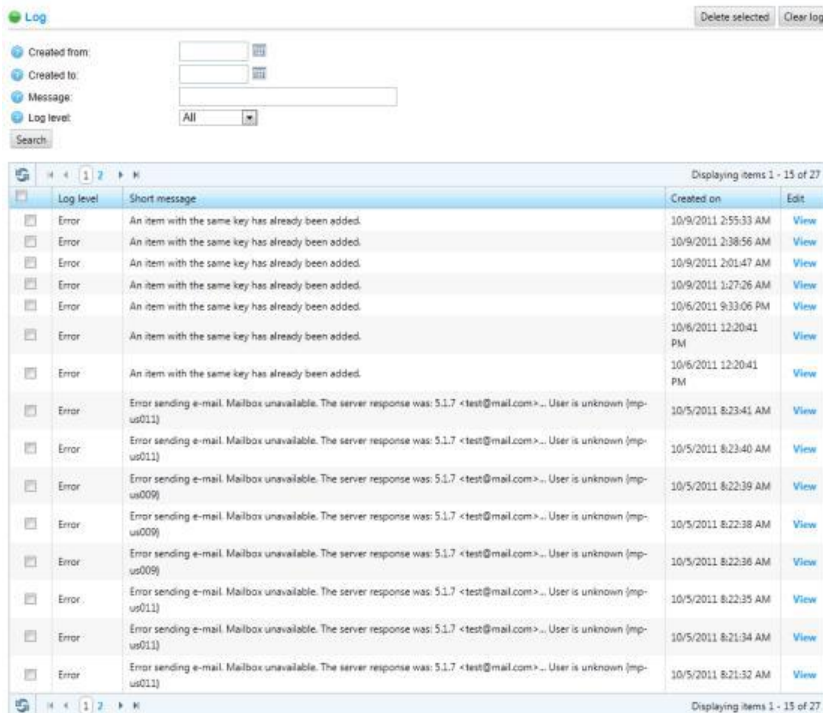 Log
Delete selected
Clear log
Created from:
Created to:
Message:
Log level:
All
Search
1 2
Displaying items 1 - 15 of 27
Log level Short message Created on Edit
Error An item with the same key has already been added. 10/9/2011 2:55:33 AM View
Error An item with the same key has already been added. 10/9/2011 2:38:56 AM View
Error An item with the same key has already been added. 10/9/2011 2:01:47 AM View
Error An item with the same key has already been added. 10/9/2011 1:27:26 AM View
Error An item with the same key has already been added. 10/6/2011 9:33:06 PM View
Error An item with the same key has already been added. 10/6/2011 12:20:41 PM View
Error An item with the same key has already been added. 10/6/2011 12:20:41 PM View
Error Error sending e-mail. Mailbox unavailable. The server response was: 5.1.7 <test@mail.com>... User is unknown {mp-
us011} 10/5/2011 8:23:41 AM View
Error Error sending e-mail. Mailbox unavailable. The server response was: 5.1.7 <test@mail.com>... User is unknown {mp-
us011} 10/5/2011 8:23:40 AM View
Error Error sending e-mail. Mailbox unavailable. The server response was: 5.1.7 <test@mail.com>... User is unknown {mp-
us009} 10/5/2011 8:22:39 AM View
Error Error sending e-mail. Mailbox unavailable. The server response was: 5.1.7 <test@mail.com>... User is unknown {mp-
us009} 10/5/2011 8:22:38 AM View
Error Error sending e-mail. Mailbox unavailable. The server response was: 5.1.7 <test@mail.com>... User is unknown {mp-
us009} 10/5/2011 8:22:36 AM View
Error Error sending e-mail. Mailbox unavailable. The server response was: 5.1.7 <test@mail.com>... User is unknown {mp-
us011} 10/5/2011 8:22:35 AM View
Error Error sending e-mail. Mailbox unavailable. The server response was: 5.1.7 <test@mail.com>... User is unknown {mp-
us011} 10/5/2011 8:21:34 AM View
Error Error sending e-mail. Mailbox unavailable. The server response was: 5.1.7 <test@mail.com>... User is unknown {mp-
us011} 10/5/2011 8:21:32 AM View
1 2
Displaying items 1 - 15 of 27